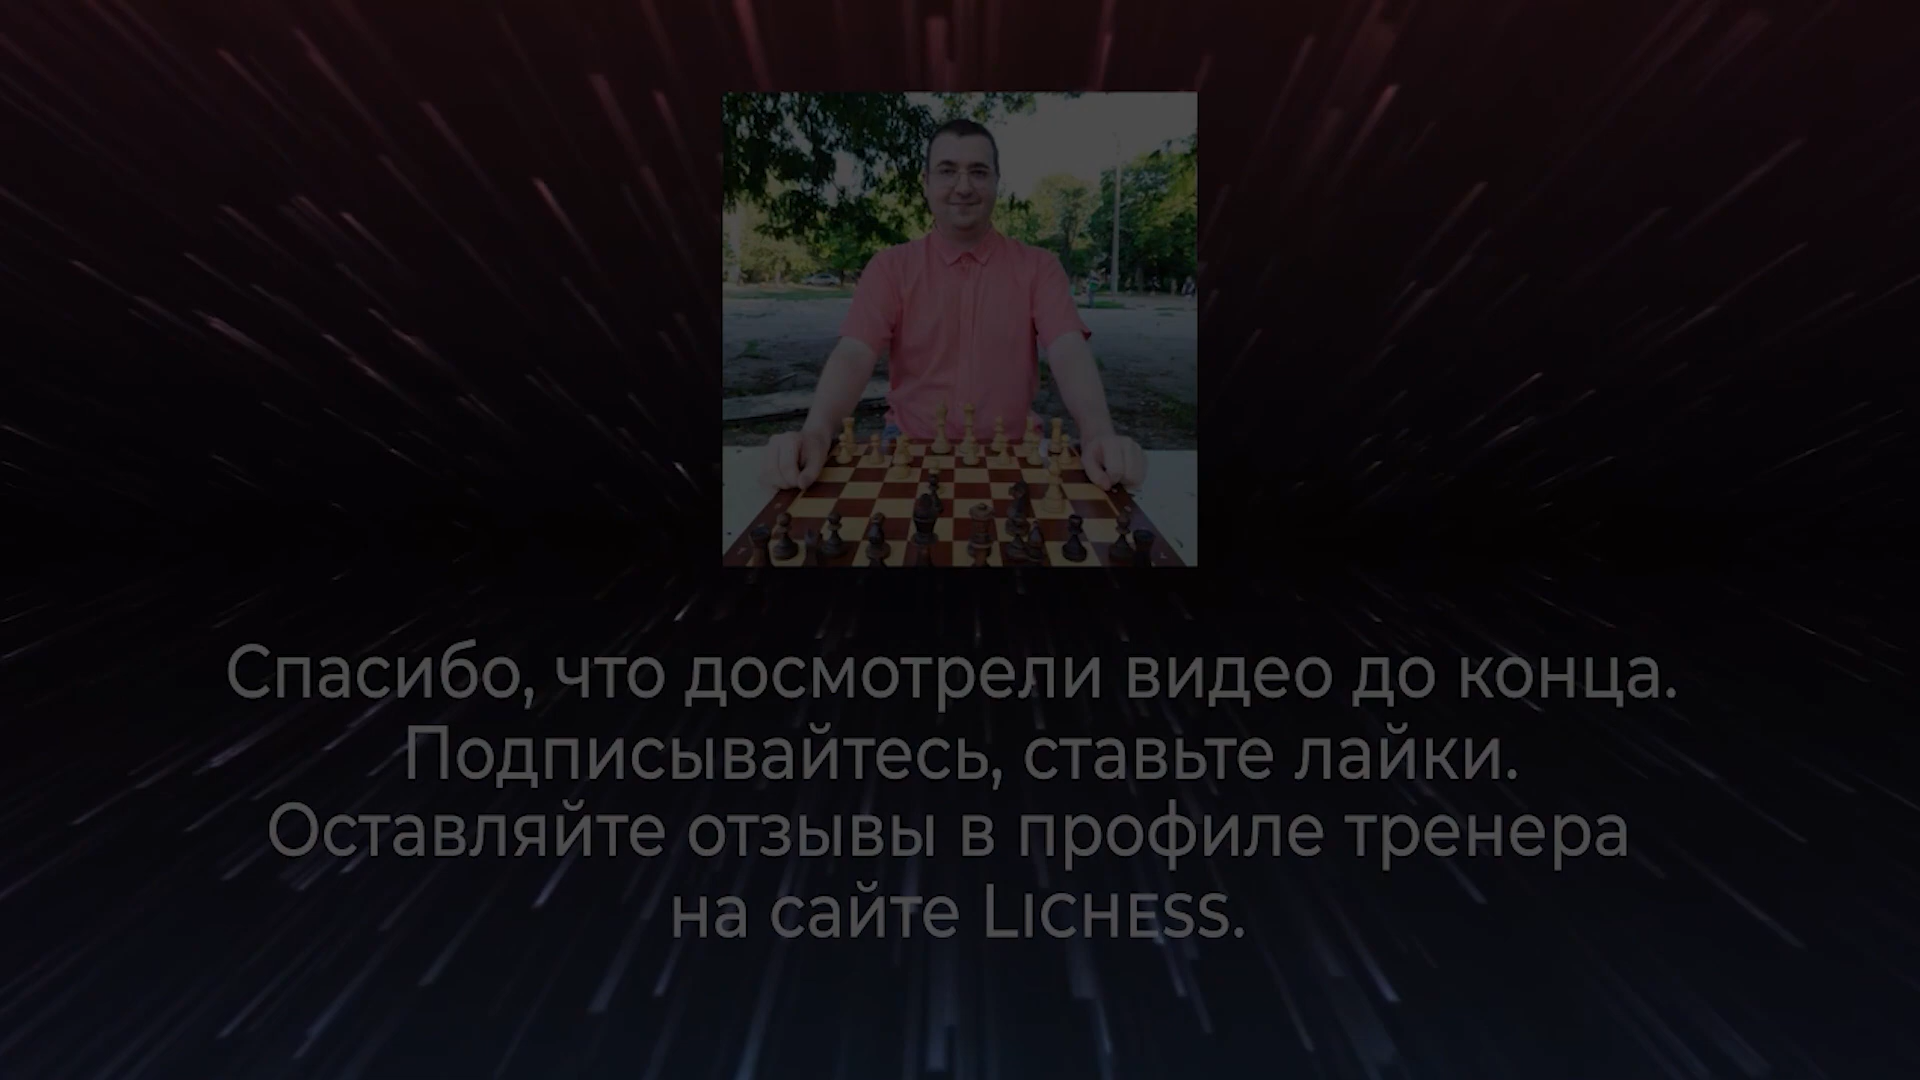 Спасибо, что досмотрели видео до конца.
Подписывайтесь, ставьте лайки.
Оставляйте отзывы в профиле тренера
на сайте Lichess.